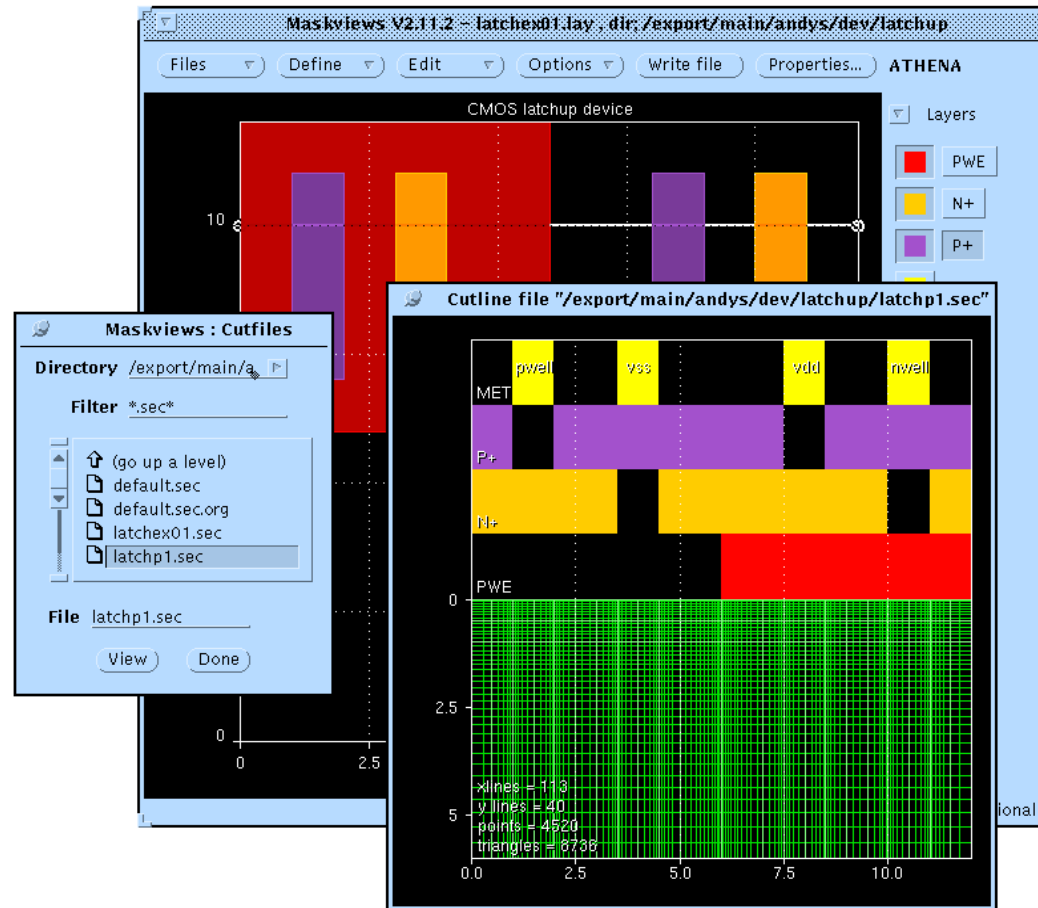 Maskviews V2.11.2 – latchex01.lay , dir; /export/main/andys/dev/latchup
Files Define Edit Options Write file Properties... ATHENA
CMOS latchup device
Layers
PWE
N+
P+
10
0
0 2.5
ional
Maskviews : Cutfiles
Directory /export/main/a
Filter *.sec*
(go up a level)
default.sec
default.sec.org
latchex01.sec
latchp1.sec
File latchp1.sec
View Done
Cutline file "/export/main/andys/dev/latchup/latchp1.sec"
pwell vss vdd nwell
MET
P+
N+
PWE
0
2.5
5
xlines = 113
y lines = 40
points = 4520
triangles = 8736
0.0 2.5 5.0 7.5 10.0